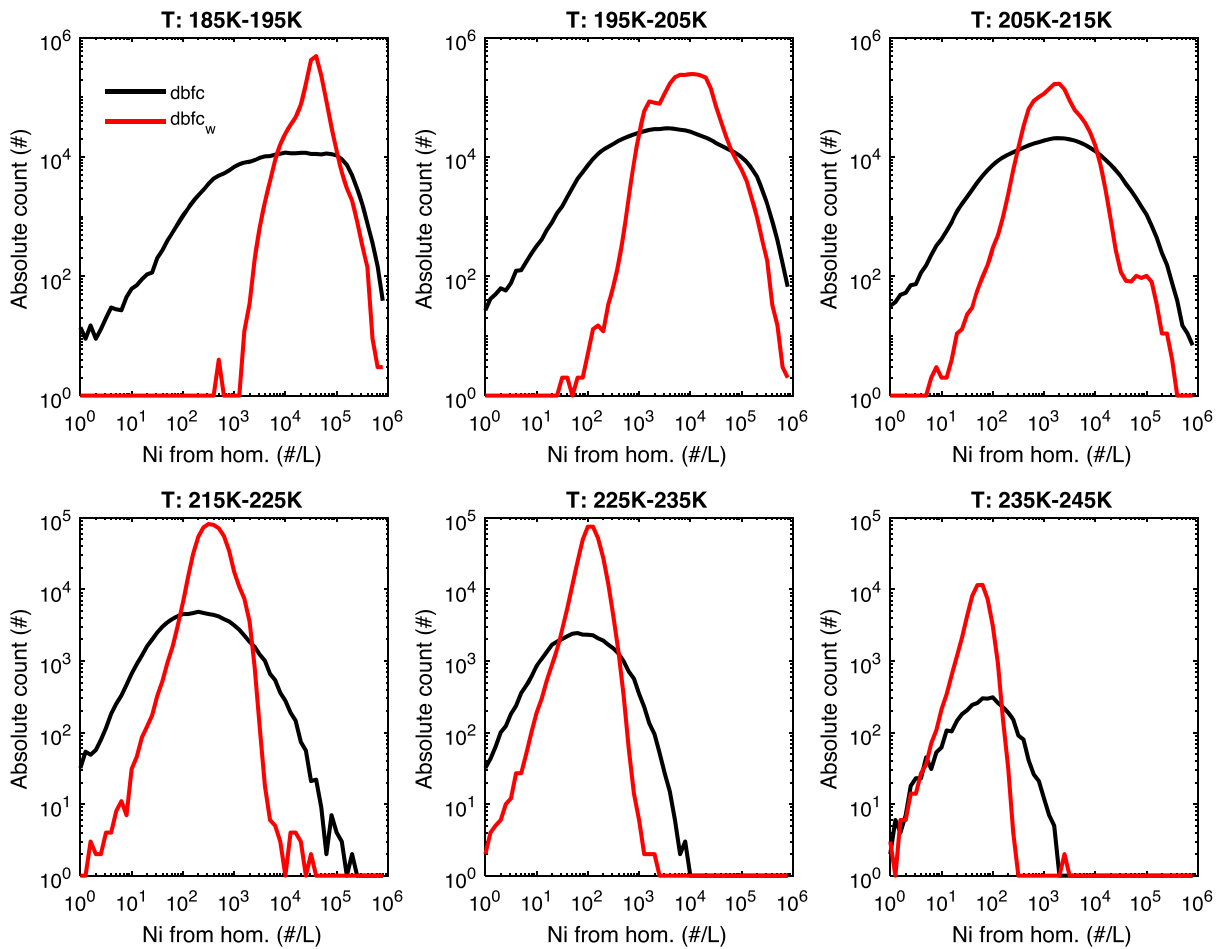 T: 185K-195K
T: 195K-205K
T: 205K-215K
10^6
10^4
10^2
10^0
Absolute count (#)
dbfc
dbfc_w
10^0 10^1 10^2 10^3 10^4 10^5 10^6
Ni from hom. (#/L)
10^6
10^4
10^2
10^0
Absolute count (#)
10^0 10^1 10^2 10^3 10^4 10^5 10^6
Ni from hom. (#/L)
10^6
10^4
10^2
10^0
Absolute count (#)
10^0 10^1 10^2 10^3 10^4 10^5 10^6
Ni from hom. (#/L)
T: 215K-225K
T: 225K-235K
T: 235K-245K
10^5
10^4
10^3
10^2
10^1
10^0
Absolute count (#)
10^0 10^1 10^2 10^3 10^4 10^5 10^6
Ni from hom. (#/L)
10^5
10^4
10^3
10^2
10^1
10^0
Absolute count (#)
10^0 10^1 10^2 10^3 10^4 10^5 10^6
Ni from hom. (#/L)
10^5
10^4
10^3
10^2
10^1
10^0
Absolute count (#)
10^0 10^1 10^2 10^3 10^4 10^5 10^6
Ni from hom. (#/L)